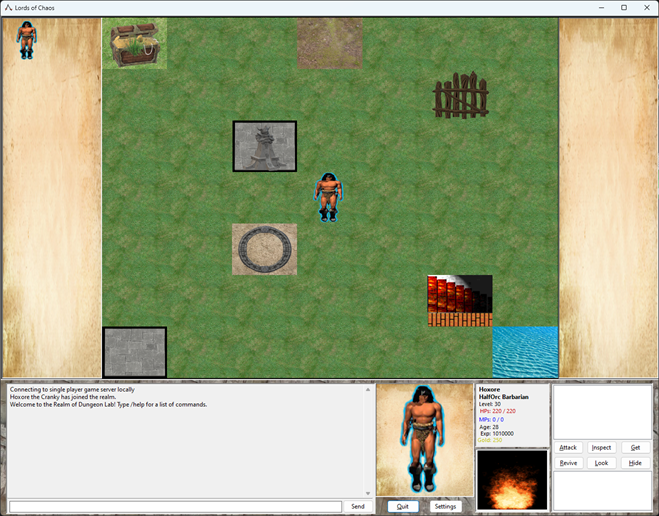 Lords of Chaos
Connecting to single player game server locally
Hoxore the Cranky has joined the realm.
Welcome to the Realm of Dungeon Lab! Type /help for a list of commands.
Send
Quit
Settings
Hoxore
HalfOrc Barbarian
Level: 30
HPs: 220 / 220
MPs: 0 / 0
Age: 28
Exp: 1010000
Gold: 250
Attack
Inspect
Get
Revive
Look
Hide